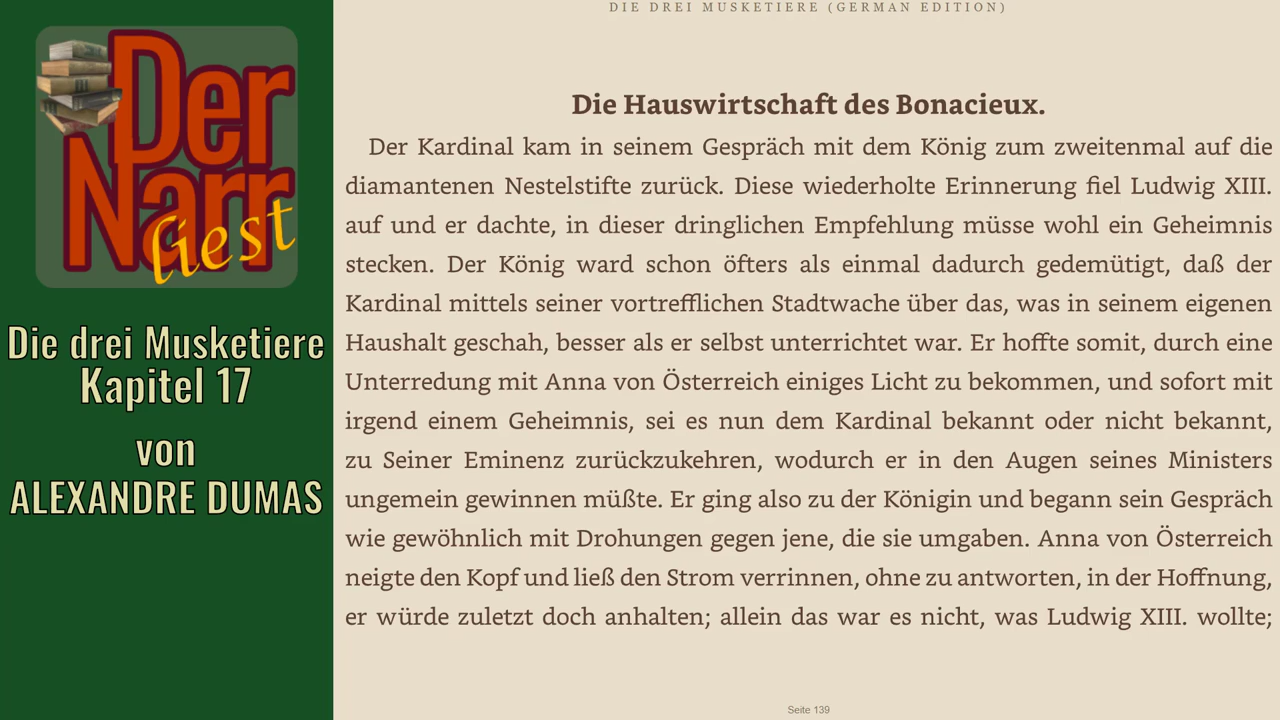 Der
Narr
liest
Die drei Musketiere
Kapitel 17
von
ALEXANDRE DUMAS
DIE DREI MUSKETIERE (GERMAN EDITION)
Die Hauswirtschaft des Bonacieux.
Der Kardinal kam in seinem Gespräch mit dem König zum zweitenmal auf die
diamantenen Nestelstifte zurück. Diese wiederholte Erinnerung fiel Ludwig XIII.
auf und er dachte, in dieser dringlichen Empfehlung müsse wohl ein Geheimnis
stecken. Der König ward schon öfters als einmal dadurch gedemütigt, daß der
Kardinal mittels seiner vortrefflichen Stadtwache über das, was in seinem eigenen
Haushalt geschah, besser als er selbst unterrichtet war. Er hoffte somit, durch eine
Unterredung mit Anna von Österreich einiges Licht zu bekommen, und sofort mit
irgend einem Geheimnis, sei es nun dem Kardinal bekannt oder nicht bekannt,
zu Seiner Eminenz zurückzukehren, wodurch er in den Augen seines Ministers
ungemein gewinnen müßte. Er ging also zu der Königin und begann sein Gespräch
wie gewöhnlich mit Drohungen gegen jene, die sie umgaben. Anna von Österreich
neigte den Kopf und ließ den Strom verrinnen, ohne zu antworten, in der Hoffnung,
er würde zuletzt doch anhalten; allein das war es nicht, was Ludwig XIII. wollte;
Seite 139